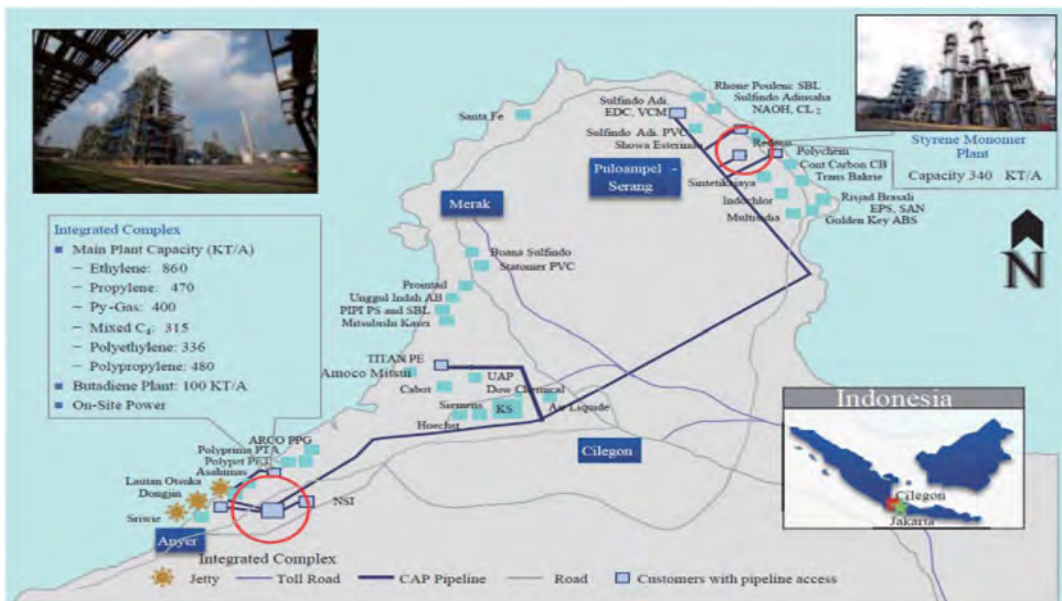 Rhone Poulenc SBL
Sulfindo Adi.
EDC, VCM
Sulfindo Adiusaha
NAOH, CL 2
Santa Fe
Sulfindo Adi. PVC
Showa Esterindo
Redeco
Styrene Monomer
Plant
Capacity 340 KT/A
Puloampel -
Serang
Polychem
Cont Carbon CB
Trans Bakrie
Sintetikajaya
Indochlor
Multisidia
Risjad Brasali
EPS, SAN
Golden Key ABS
Merak
N
Integrated Complex
Main Plant Capacity (KT/A)
– Ethylene: 860
– Propylene: 470
– Py-Gas: 400
– Mixed C4: 315
– Polyethylene: 336
– Polypropylene: 480
Butadiene Plant: 100 KT/A
On-Site Power
Buana Sulfindo
Statomer PVC
Prointail
Unggul Indah AB
PIPI PS and SBL
Mitsubishi Kasei
TITAN PE
Amoco Mitsui
UAP
Cabot
Dow Chemical
Siemens
KS
Air Liquide
Hoechst
Cilegon
Indonesia
Cilegon
Jakarta
ARCO PPG
Polyprima PTA
Polypet PET
Asahimas
Lautan Otsuka
Dongjin
Sriwie
NSI
Anyer
Integrated Complex
Jetty
Toll Road
CAP Pipeline
Road
Customers with pipeline access